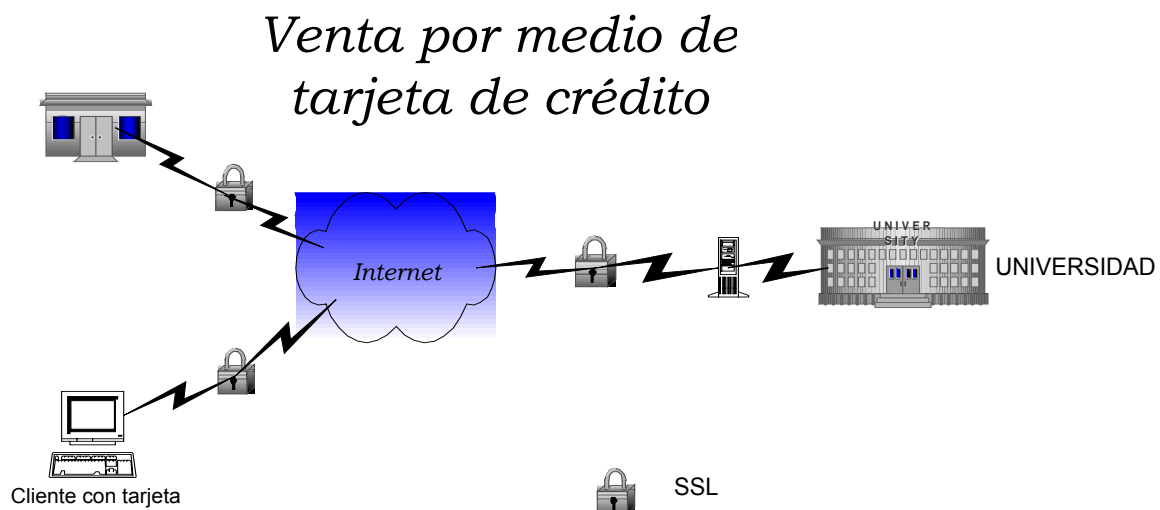 Venta por medio de
tarjeta de crédito
UNIVER
SITY
Internet
UNIVERSIDAD
SSL
Cliente con tarjeta